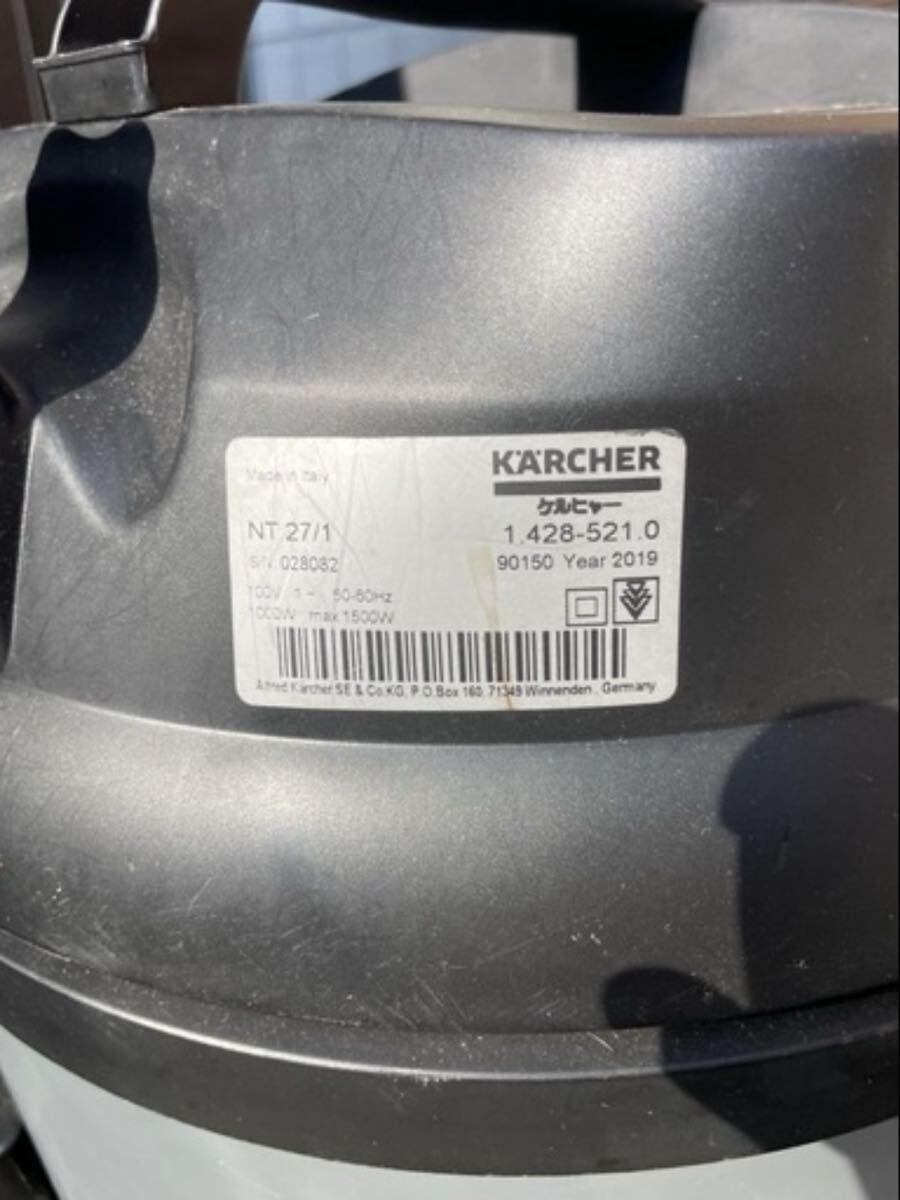 Made in Italy
KÄRCHER
ケルヒャー
NT 27/1
1.428-521.0
S/N: 028082
90150 Year 2019
100V 1~ 50-60Hz
1000W max 1500W
Alfred Kärcher SE & Co.KG, P.O.Box 160, 71349 Winnenden, Germany